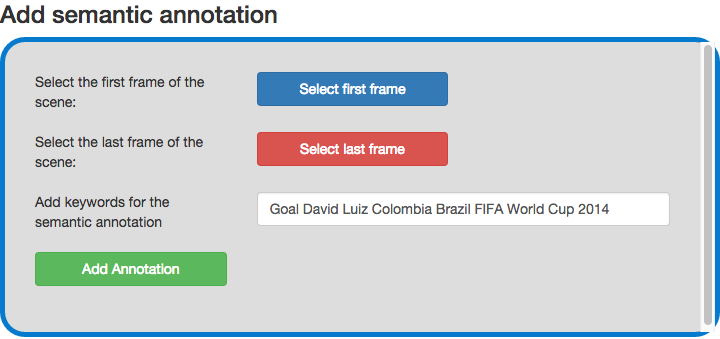 Add semantic annotation
Select the first frame of the
scene:
Select first frame
Select the last frame of the
scene:
Select last frame
Add keywords for the
semantic annotation
Goal David Luiz Colombia Brazil FIFA World Cup 2014
Add Annotation